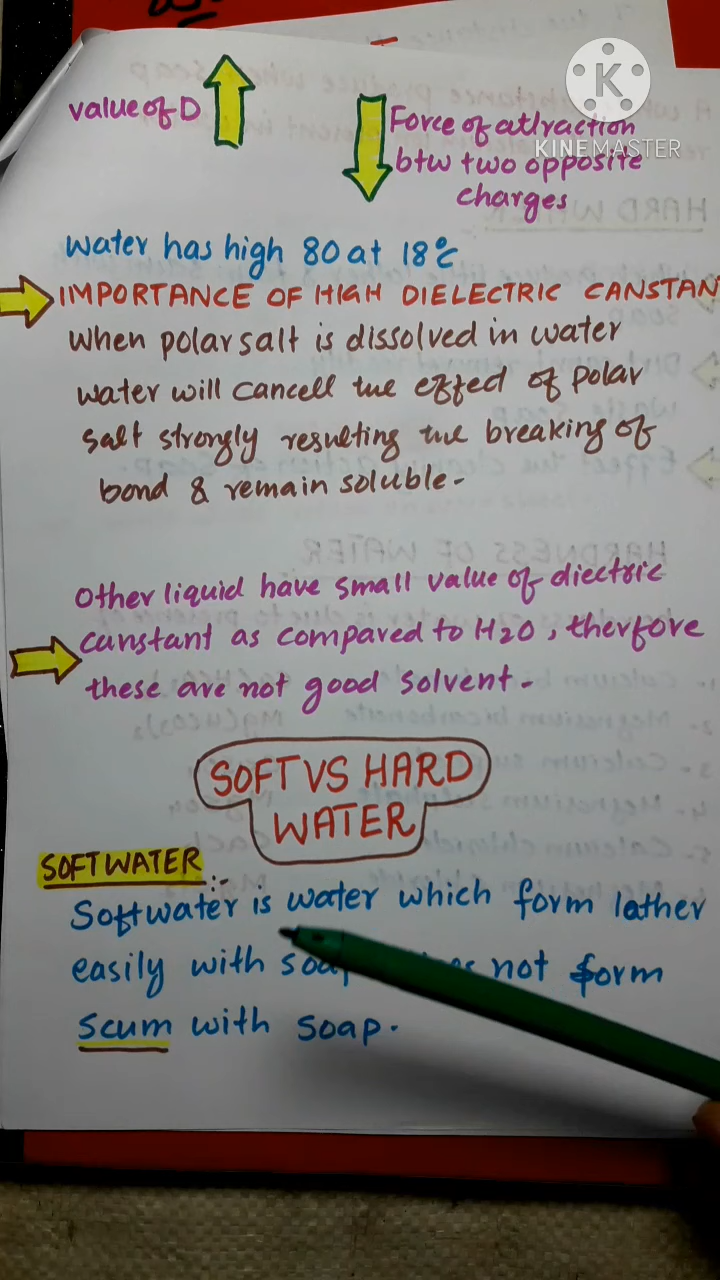 value of D
Force of attraction
btw two opposite
charges
K
KINEMASTER
water has high 80 at 18°C
IMPORTANCE OF HIGH DIELECTRIC CANSTAN
When polar salt is dissolved in water
water will cancell the effect of polar
salt strongly resulting the breaking of
bond & remain soluble-
Other liquid have small value of diectric
canstant as compared to H2O, therfore
these are not good solvent-
SOFT VS HARD
WATER
SOFT WATER:-
Softwater is water which form lather
easily with soap not form
scum with soap.